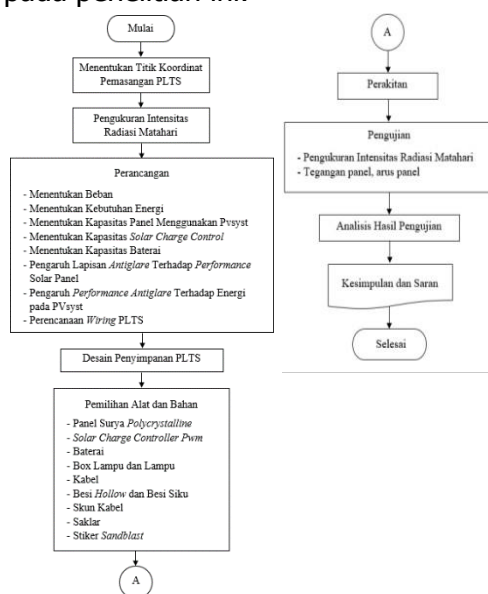 pada penelitian ini.
Mulai
Menentukan Titik Koordinat
Pemasangan PLTS
Pengukuran Intensitas
Radiasi Matahari
Perancangan
- Menentukan Beban
- Menentukan Kebutuhan Energi
- Menentukan Kapasitas Panel Menggunakan Pvsyst
- Menentukan Kapasitas Solar Charge Control
- Menentukan Kapasitas Baterai
- Pengaruh Lapisan Antiglare Terhadap Performance
Solar Panel
- Pengaruh Performance Antiglare Terhadap Energi
pada PVsyst
- Perencanaan Wiring PLTS
Desain Penyimpanan PLTS
Pemilihan Alat dan Bahan
- Panel Surya Polycrystalline
- Solar Charge Controller Pwm
- Baterai
- Box Lampu dan Lampu
- Kabel
- Besi Hollow dan Besi Siku
- Skun Kabel
- Saklar
- Stiker Sandblast
A
A
Perakitan
Pengujian
- Pengukuran Intensitas Radiasi Matahari
- Tegangan panel, arus panel
Analisis Hasil Pengujian
Kesimpulan dan Saran
Selesai